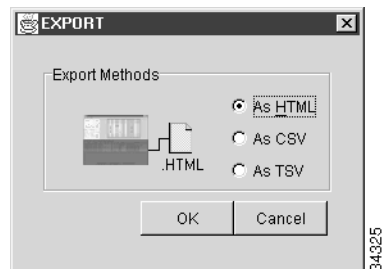 EXPORT
Export Methods
As HTML
As CSV
.HTML
As TSV
OK
Cancel
34325